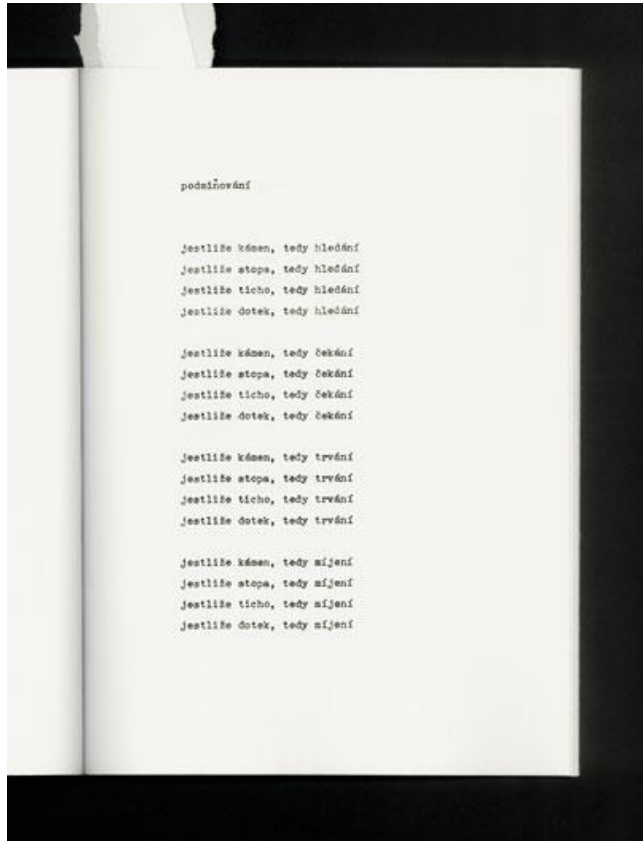 podmiňování
jestliže kámen, tedy hledání
jestliže stopa, tedy hledání
jestliže ticho, tedy hledání
jestliže dotek, tedy hledání
jestliže kámen, tedy čekání
jestliže stopa, tedy čekání
jestliže ticho, tedy čekání
jestliže dotek, tedy čekání
jestliže kámen, tedy trvání
jestliže stopa, tedy trvání
jestliže ticho, tedy trvání
jestliže dotek, tedy trvání
jestliže kámen, tedy míjení
jestliže stopa, tedy míjení
jestliže ticho, tedy míjení
jestliže dotek, tedy míjení